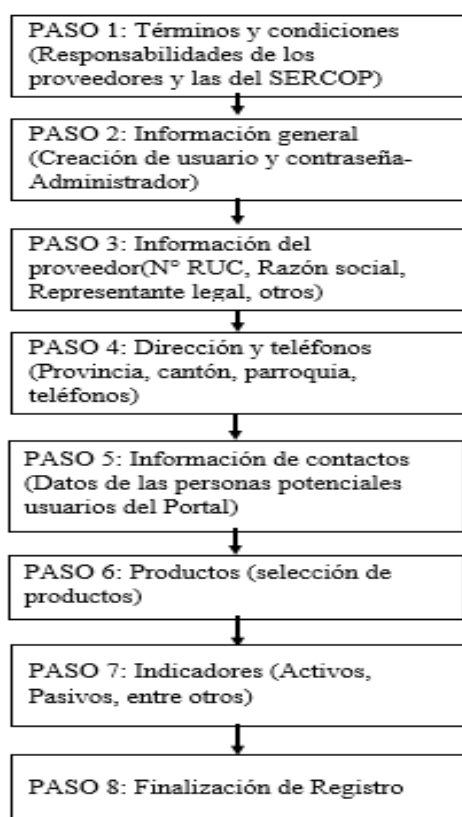 PASO 1: Términos y condiciones
(Responsabilidades de los
proveedores y las del SERCOP)
PASO 2: Información general
(Creación de usuario y contraseña-
Administrador)
PASO 3: Información del
proveedor(N° RUC, Razón social,
Representante legal, otros)
PASO 4: Dirección y teléfonos
(Provincia, cantón, parroquia,
teléfonos)
PASO 5: Información de contactos
(Datos de las personas potenciales
usuarios del Portal)
PASO 6: Productos (selección de
productos)
PASO 7: Indicadores (Activos,
Pasivos, entre otros)
PASO 8: Finalización de Registro